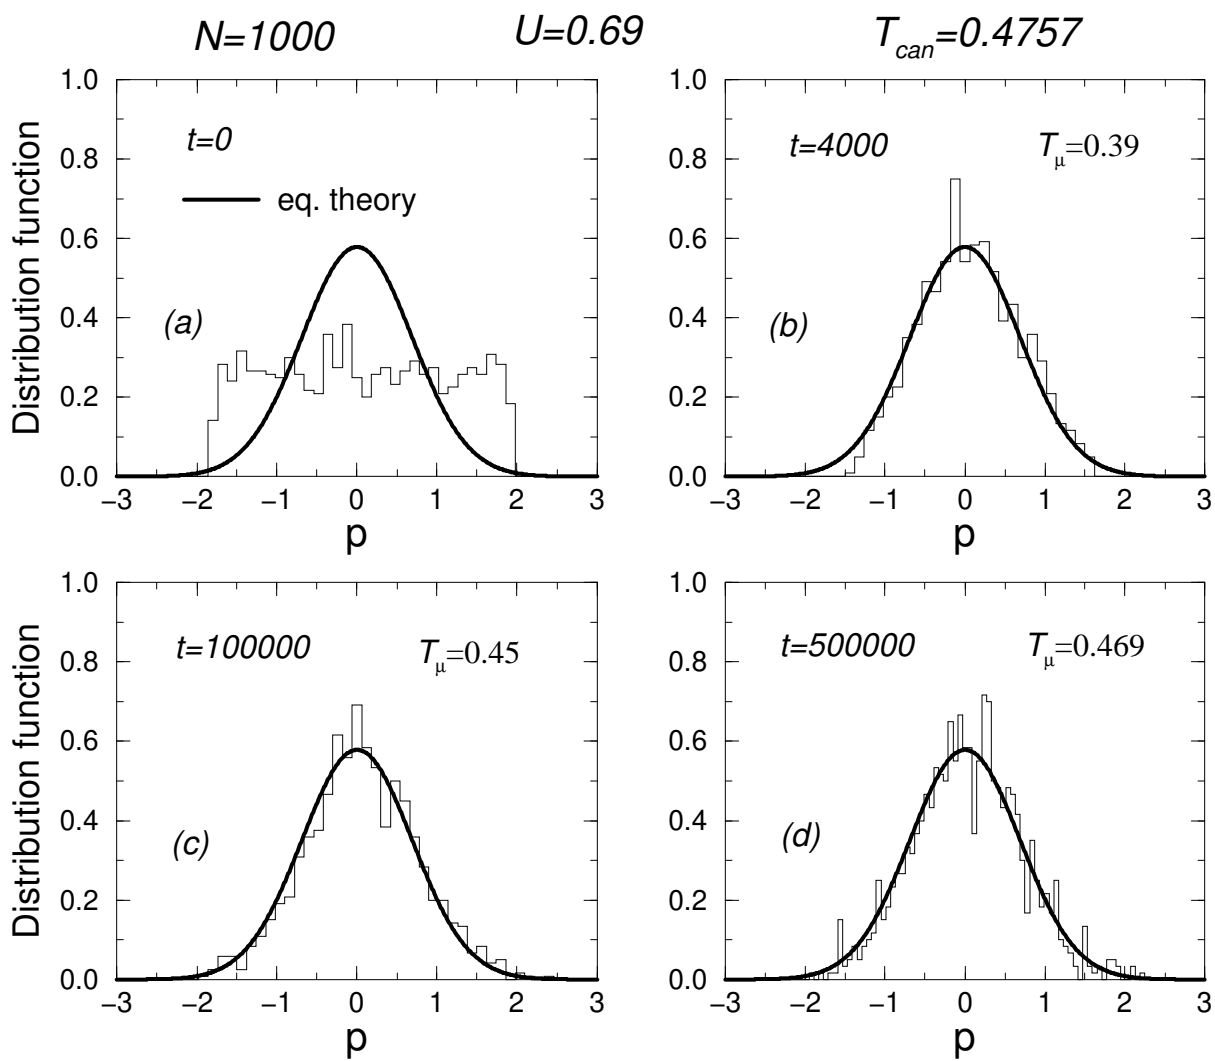 N=1000 U=0.69 T_can=0.4757
Distribution function
1.0
0.8
0.6
0.4
0.2
0.0
t=0
eq. theory
(a)
−3 −2 −1 0 1 2 3
p
1.0
0.8
0.6
0.4
0.2
0.0
t=4000 T_μ=0.39
(b)
−3 −2 −1 0 1 2 3
p
Distribution function
1.0
0.8
0.6
0.4
0.2
0.0
t=100000 T_μ=0.45
(c)
−3 −2 −1 0 1 2 3
p
1.0
0.8
0.6
0.4
0.2
0.0
t=500000 T_μ=0.469
(d)
−3 −2 −1 0 1 2 3
p